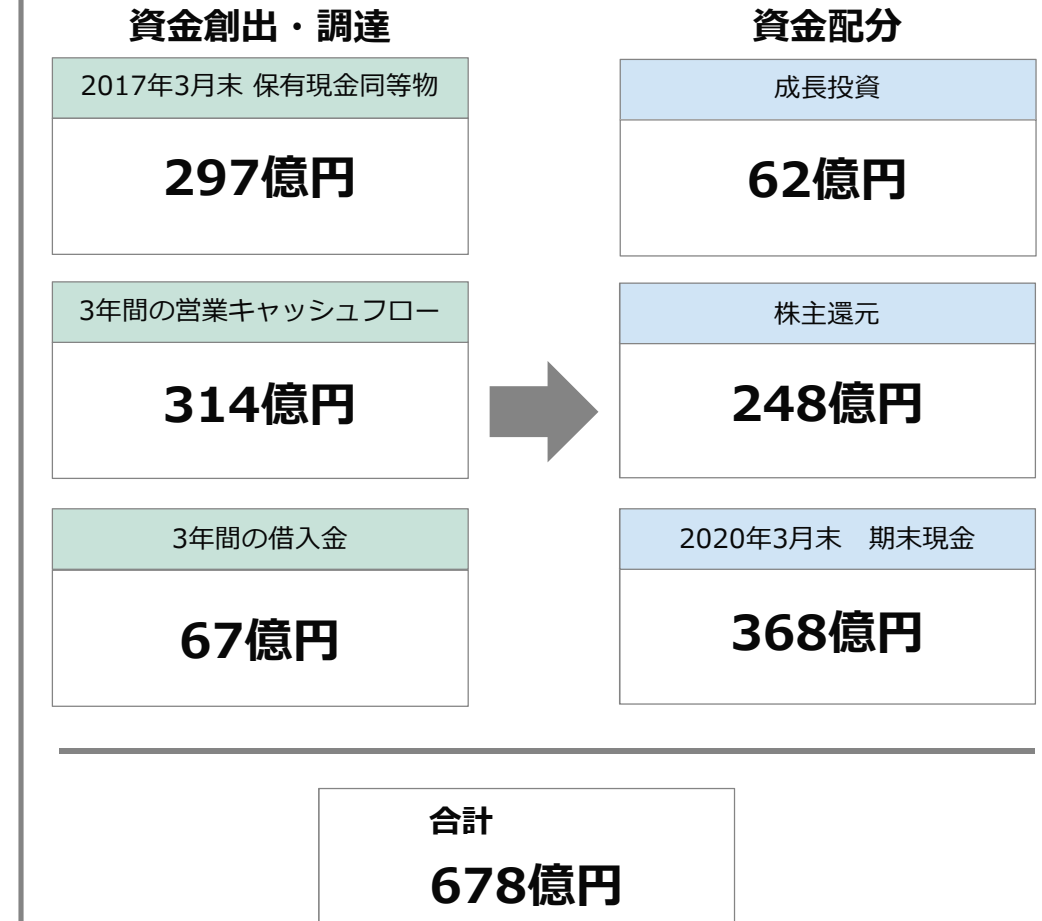 資金創出・調達
2017年3月末 保有現金同等物
297億円
3年間の営業キャッシュフロー
314億円
3年間の借入金
67億円
資金配分
成長投資
62億円
株主還元
248億円
2020年3月末　期末現金
368億円
合計
678億円